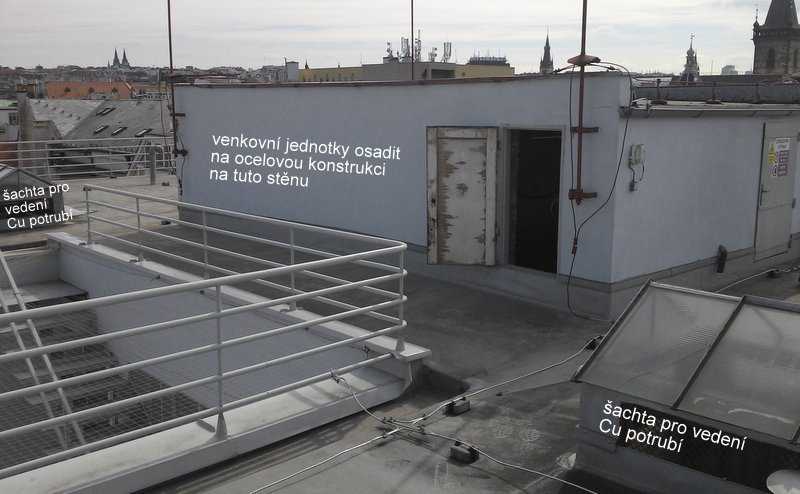 venkovní jednotky osadit
na ocelovou konstrukci
na tuto stěnu
šachta pro
vedení
Cu potrubí
šachta pro vedení
Cu potrubí